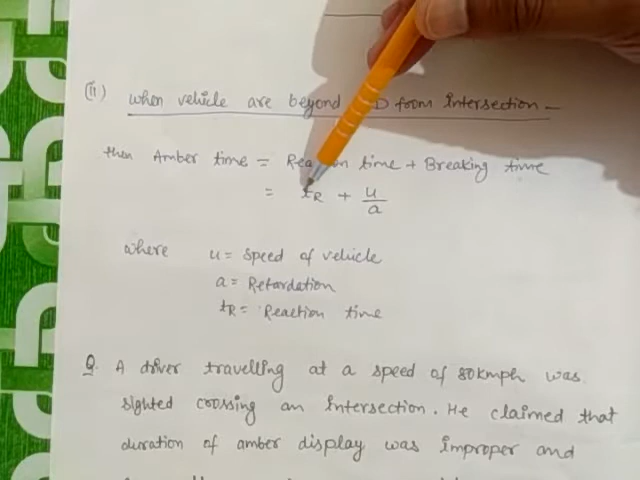 (ii) when vehicle are beyond D from intersection -
then Amber time = Reaction time + Breaking time
= tR + u/a
where u = speed of vehicle
a = Retardation
tR = Reaction time
Q. A driver travelling at a speed of 80kmph was
sighted crossing an intersection. He claimed that
duration of amber display was improper and